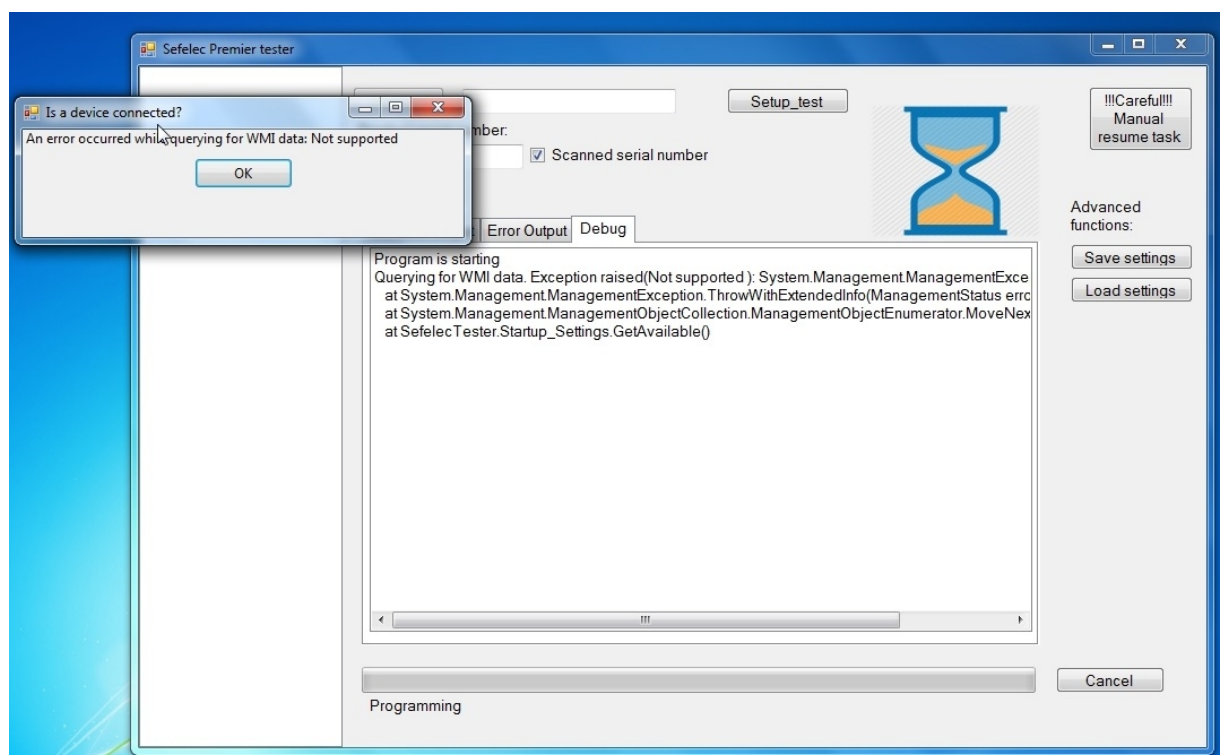 Sefelec Premier tester
Is a device connected?
An error occurred while querying for WMI data: Not supported
OK
Setup_test
Scanned serial number
!!!Careful!!!
Manual
resume task
Advanced
functions:
Save settings
Load settings
Error Output
Debug
Program is starting
Querying for WMI data. Exception raised(Not supported ): System.Management.ManagementExce
at System.Management.ManagementException.ThrowWithExtendedInfo(ManagementStatus errc
at System.Management.ManagementObjectCollection.ManagementObjectEnumerator.MoveNex
at SefelecTester.Startup_Settings.GetAvailable()
Cancel
Programming